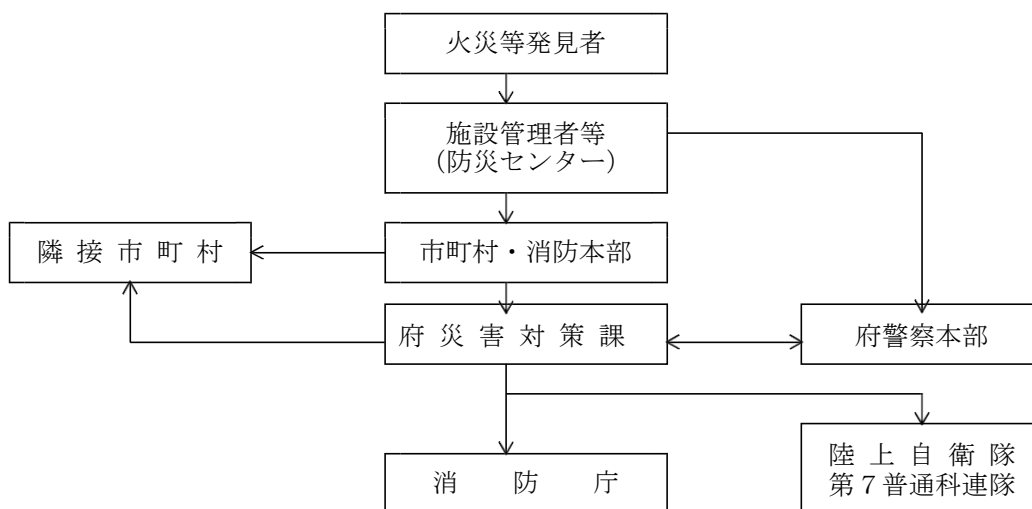 火災等発見者
施設管理者等
(防災センター)
隣接市町村
市町村・消防本部
府災害対策課
府警察本部
消防庁
陸上自衛隊
第7普通科連隊